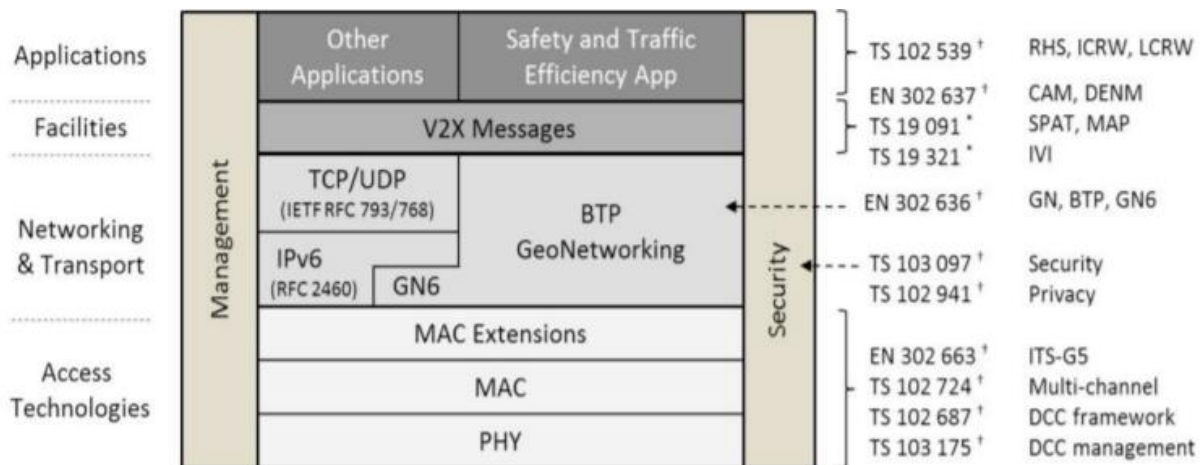 Applications
Facilities
Networking
& Transport
Access
Technologies
Management
Other
Applications
Safety and Traffic
Efficiency App
V2X Messages
TCP/UDP
(IETF RFC 793/768)
IPv6
(RFC 2460)
GN6
BTP
GeoNetworking
MAC Extensions
MAC
PHY
Security
TS 102 539 † RHS, ICRW, LCRW
EN 302 637 † CAM, DENM
TS 19 091 * SPAT, MAP
TS 19 321 * IVI
EN 302 636 † GN, BTP, GN6
TS 103 097 † Security
TS 102 941 † Privacy
EN 302 663 † ITS-G5
TS 102 724 † Multi-channel
TS 102 687 † DCC framework
TS 103 175 † DCC management